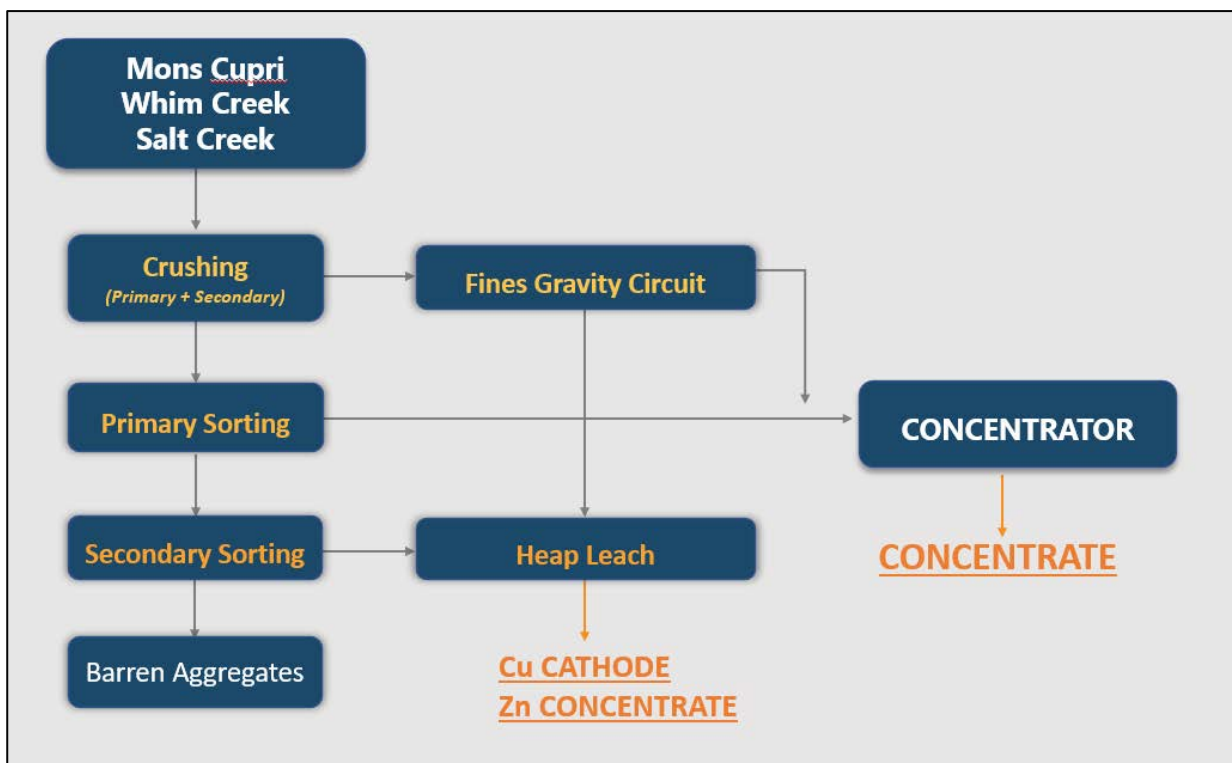 Mons Cupri
Whim Creek
Salt Creek
Crushing
(Primary + Secondary)
Fines Gravity Circuit
Primary Sorting
CONCENTRATOR
Secondary Sorting
Heap Leach
CONCENTRATE
Barren Aggregates
Cu CATHODE
Zn CONCENTRATE